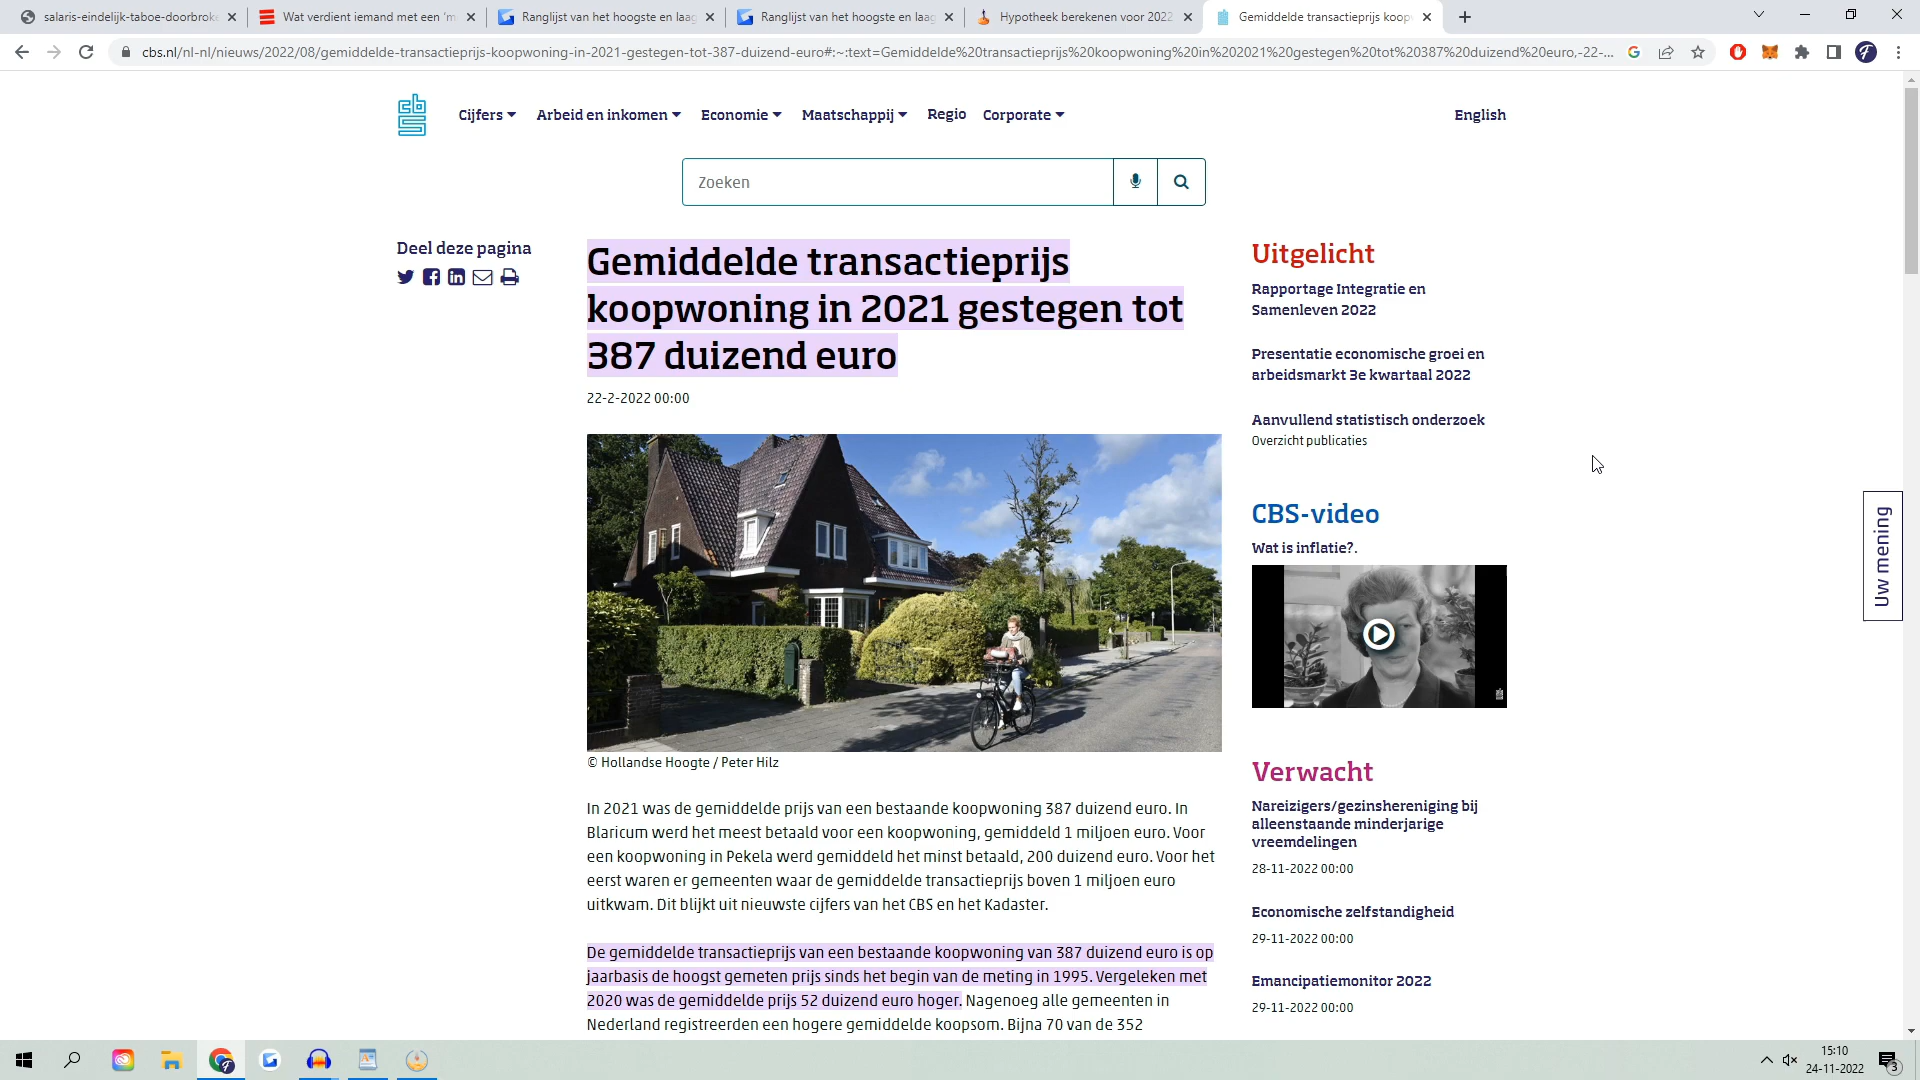 salaris-eindelijk-taboe-doorbroke
Wat verdient iemand met een 'm
Ranglijst van het hoogste en laag
Ranglijst van het hoogste en laag
Hypotheek berekenen voor 2022
Gemiddelde transactieprijs koop
cbs.nl/nl-nl/nieuws/2022/08/gemiddelde-transactieprijs-koopwoning-in-2021-gestegen-tot-387-duizend-euro#:~:text=Gemiddelde%20transactieprijs%20koopwoning%20in%202021%20gestegen%20tot%20387%20duizend%20euro,-22-...
Cijfers Arbeid en inkomen Economie Maatschappij Regio Corporate English
Zoeken
Deel deze pagina
Gemiddelde transactieprijs
koopwoning in 2021 gestegen tot
387 duizend euro
22-2-2022 00:00
© Hollandse Hoogte / Peter Hilz
In 2021 was de gemiddelde prijs van een bestaande koopwoning 387 duizend euro. In
Blaricum werd het meest betaald voor een koopwoning, gemiddeld 1 miljoen euro. Voor
een koopwoning in Pekela werd gemiddeld het minst betaald, 200 duizend euro. Voor het
eerst waren er gemeenten waar de gemiddelde transactieprijs boven 1 miljoen euro
uitkwam. Dit blijkt uit nieuwste cijfers van het CBS en het Kadaster.
De gemiddelde transactieprijs van een bestaande koopwoning van 387 duizend euro is op
jaarbasis de hoogst gemeten prijs sinds het begin van de meting in 1995. Vergeleken met
2020 was de gemiddelde prijs 52 duizend euro hoger. Nagenoeg alle gemeenten in
Nederland registreerden een hogere gemiddelde koopsom. Bijna 70 van de 352
Uitgelicht
Rapportage Integratie en
Samenleven 2022
Presentatie economische groei en
arbeidsmarkt 3e kwartaal 2022
Aanvullend statistisch onderzoek
Overzicht publicaties
CBS-video
Wat is inflatie?.
Verwacht
Nareizigers/gezinshereniging bij
alleenstaande minderjarige
vreemdelingen
28-11-2022 00:00
Economische zelfstandigheid
29-11-2022 00:00
Emancipatiemonitor 2022
29-11-2022 00:00
Uw mening
15:10
24-11-2022
3